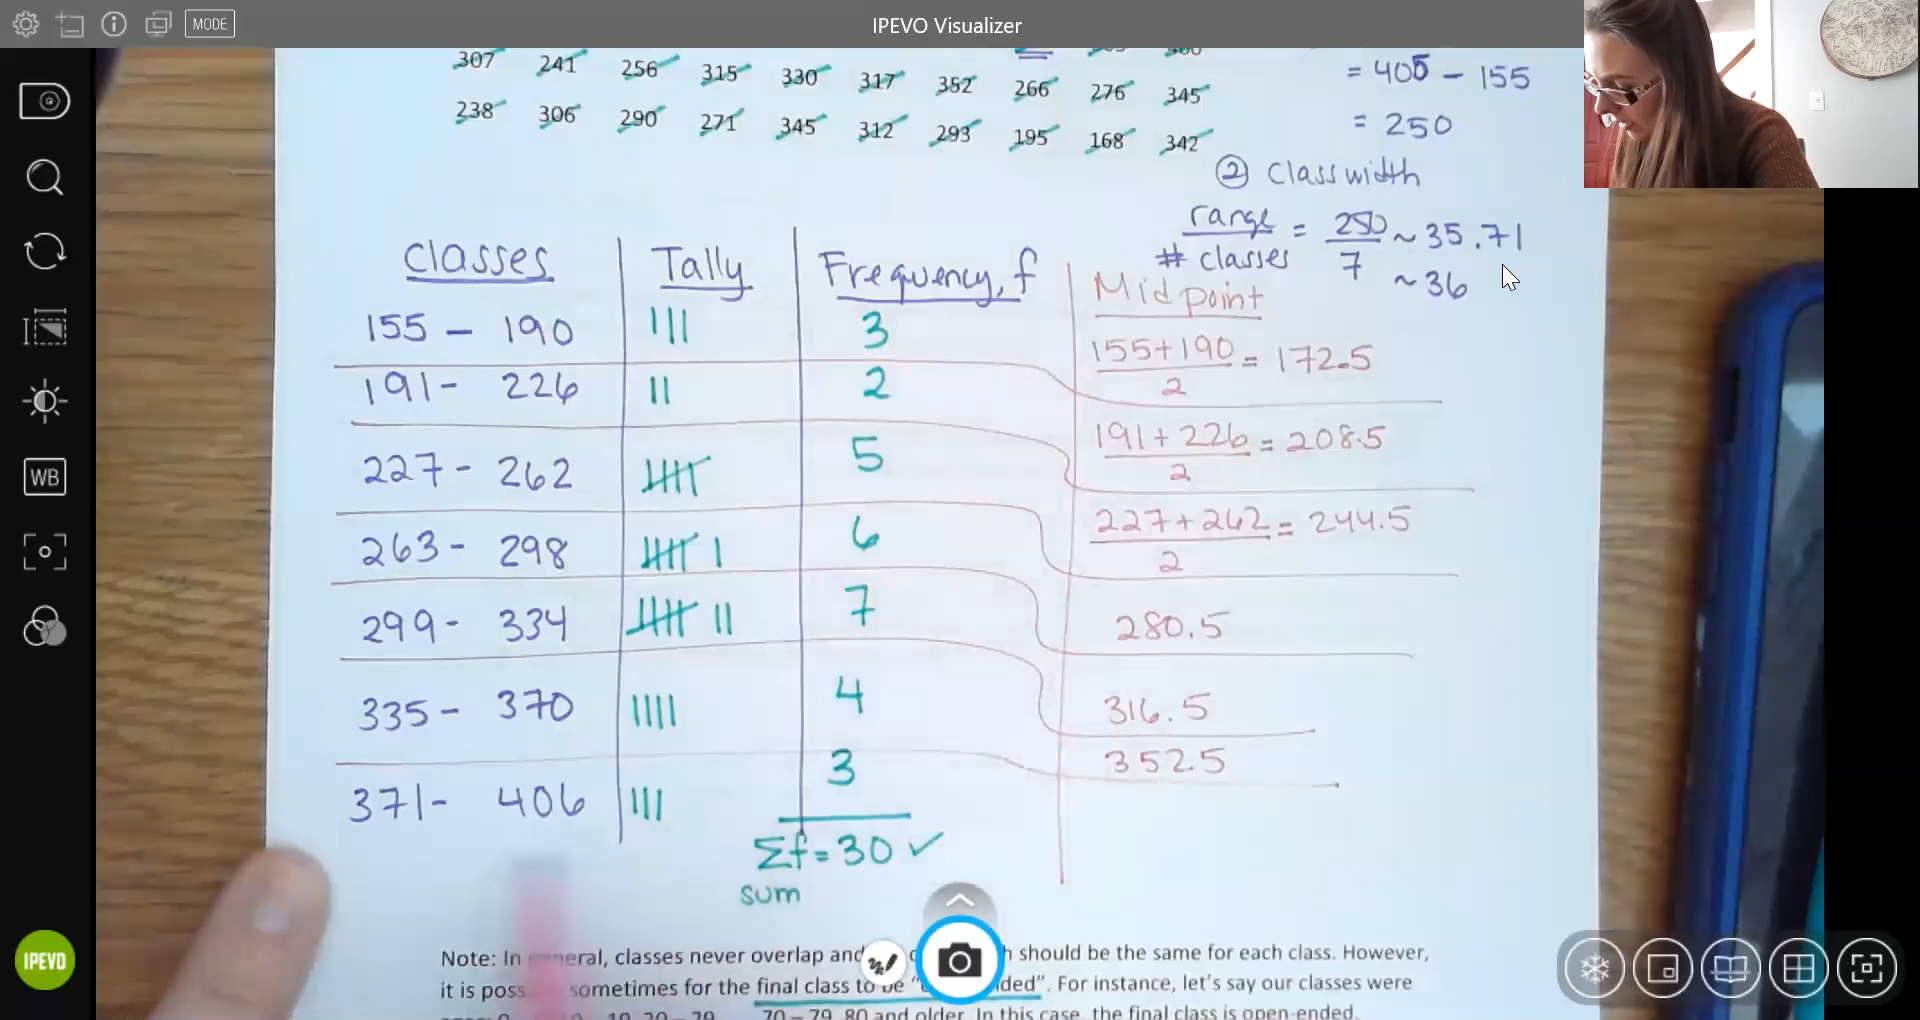 MODE
IPEVO Visualizer
307 241 256 315 330 317 352 266 276 345
238 306 290 271 345 312 293 195 168 342
= 405 - 155
= 250
② Class width
range / # classes = 250 / 7 ~ 35.71
~ 36
Classes Tally Frequency, f Midpoint
155 - 190 ||| 3 155+190 / 2 = 172.5
191 - 226 || 2 191+226 / 2 = 208.5
227 - 262 5 227+262 / 2 = 244.5
263 - 298 6 280.5
299 - 334 7 316.5
335 - 370 |||| 4 352.5
371 - 406 ||| 3
Σf = 30 ✓
sum
WB
IPEVO
Note: In general, classes never overlap and should be the same for each class. However,
it is sometimes for the final class to be For instance, let's say our classes were
70 – 79, 80 and older. In this case, the final class is open-ended.